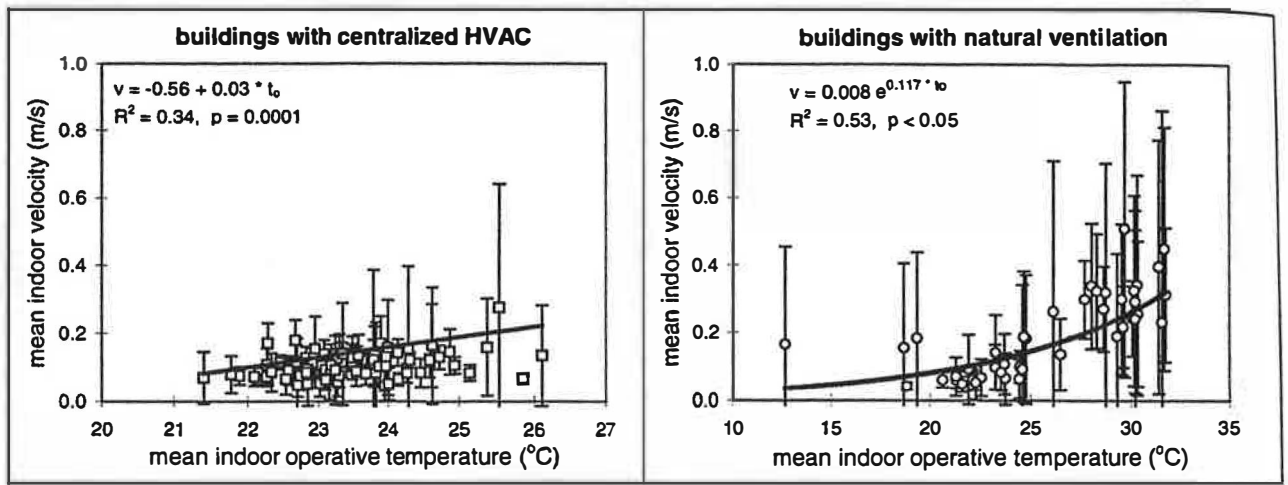 buildings with centralized HVAC
v = -0.56 + 0.03 * tₒ
R² = 0.34, p = 0.0001
mean indoor velocity (m/s)
1.0
0.8
0.6
0.4
0.2
0.0
20 21 22 23 24 25 26 27
mean indoor operative temperature (°C)
buildings with natural ventilation
v = 0.008 e^0.117 * to
R² = 0.53, p < 0.05
mean indoor velocity (m/s)
1.0
0.8
0.6
0.4
0.2
0.0
10 15 20 25 30 35
mean indoor operative temperature (°C)